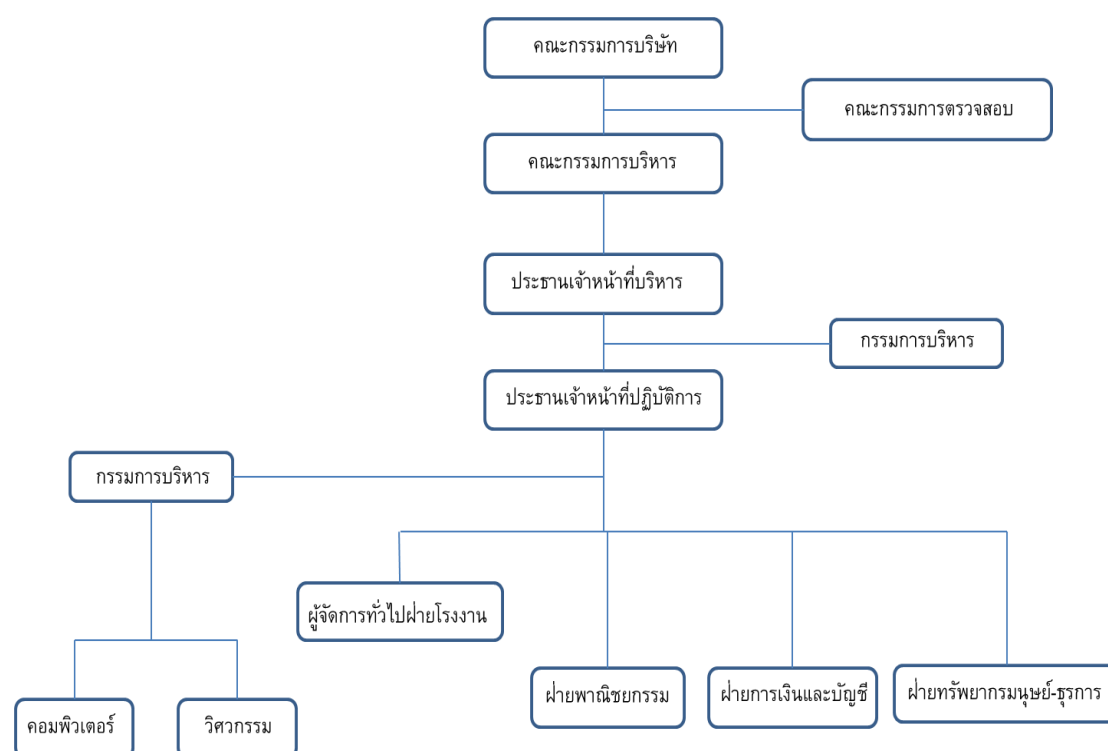 คณะกรรมการบริษัท
คณะกรรมการตรวจสอบ
คณะกรรมการบริหาร
ประธานเจ้าหน้าที่บริหาร
กรรมการบริหาร
ประธานเจ้าหน้าที่ปฏิบัติการ
กรรมการบริหาร
ผู้จัดการทั่วไปฝ่ายโรงงาน
ฝ่ายพาณิชยกรรม
ฝ่ายการเงินและบัญชี
ฝ่ายทรัพยากรมนุษย์-ธุรการ
คอมพิวเตอร์
วิศวกรรม